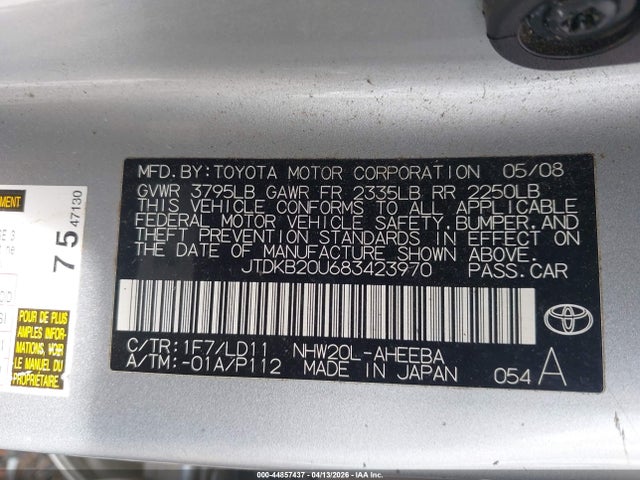 MFD.BY:TOYOTA MOTOR CORPORATION 05/08
GVWR 3795LB GAWR FR 2335LB RR 2250LB
THIS VEHICLE CONFORMS TO ALL APPLICABLE
FEDERAL MOTOR VEHICLE SAFETY,BUMPER,AND
THEFT PREVENTION STANDARDS IN EFFECT ON
THE DATE OF MANUFACTURE SHOWN ABOVE.
JTDKB20U683423970 PASS.CAR
C/TR:1F7/LD11 NHW20L-AHEEBA
A/TM:-01A/P112 MADE IN JAPAN 054 A
75 47130
POUR DE PLUS
AMPLES INFOR-
MATIONS, VOIR
LE MANUEL DU
PROPRIÉTAIRE.
000-44857437 - 04/13/2026 - IAAI.COM